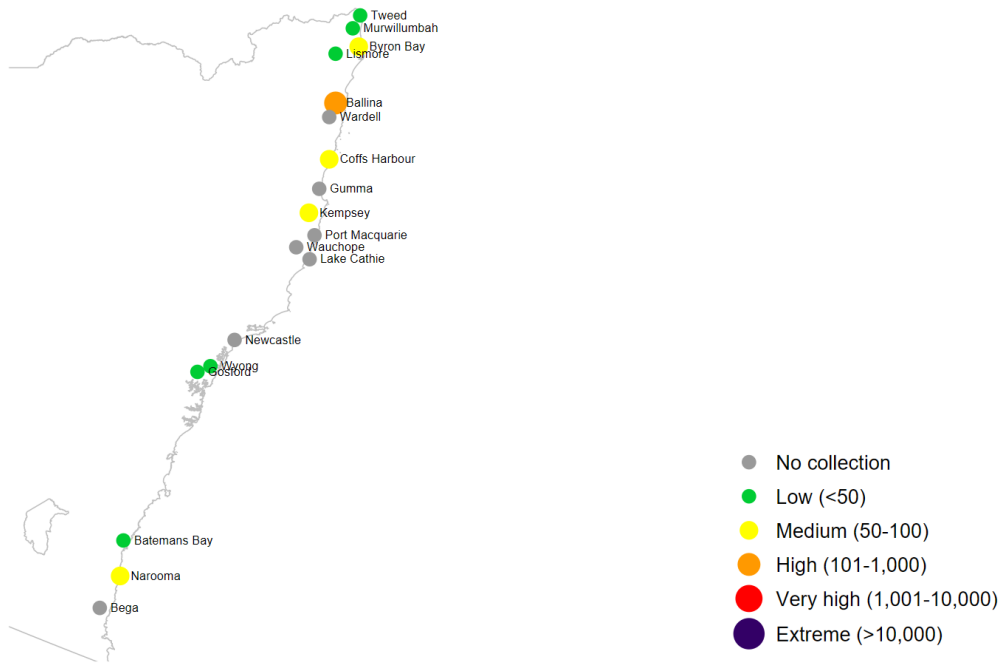 Tweed
Murwillumbah
Byron Bay
Lismore
Ballina
Wardell
Coffs Harbour
Gumma
Kempsey
Port Macquarie
Wauchope
Lake Cathie
Newcastle
Wyong
Gosford
Batemans Bay
Narooma
Bega
No collection
Low (<50)
Medium (50-100)
High (101-1,000)
Very high (1,001-10,000)
Extreme (>10,000)